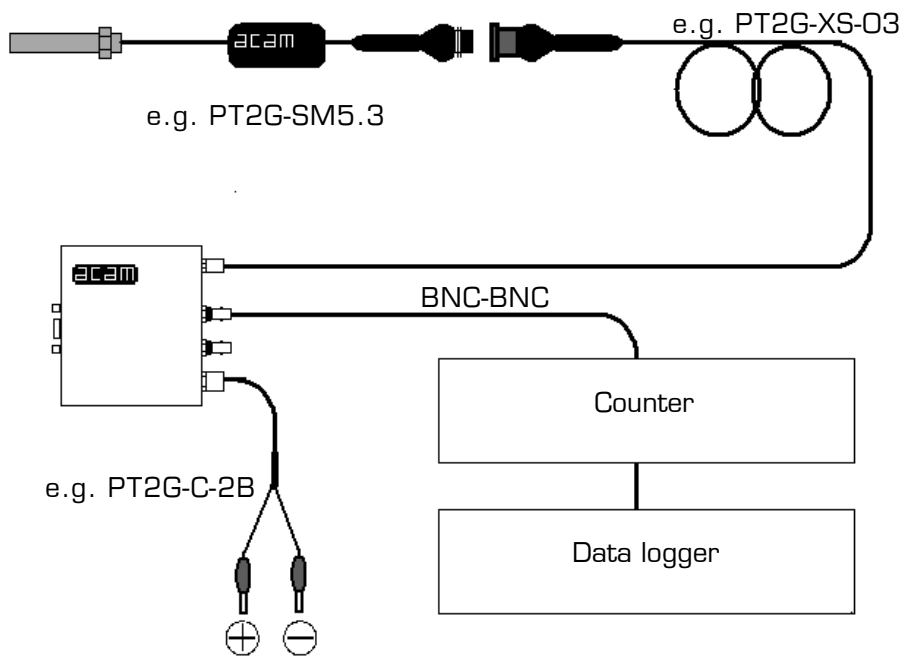 e.g. PT2G-XS-03
acam
e.g. PT2G-SM5.3
acam
BNC-BNC
Counter
e.g. PT2G-C-2B
Data logger